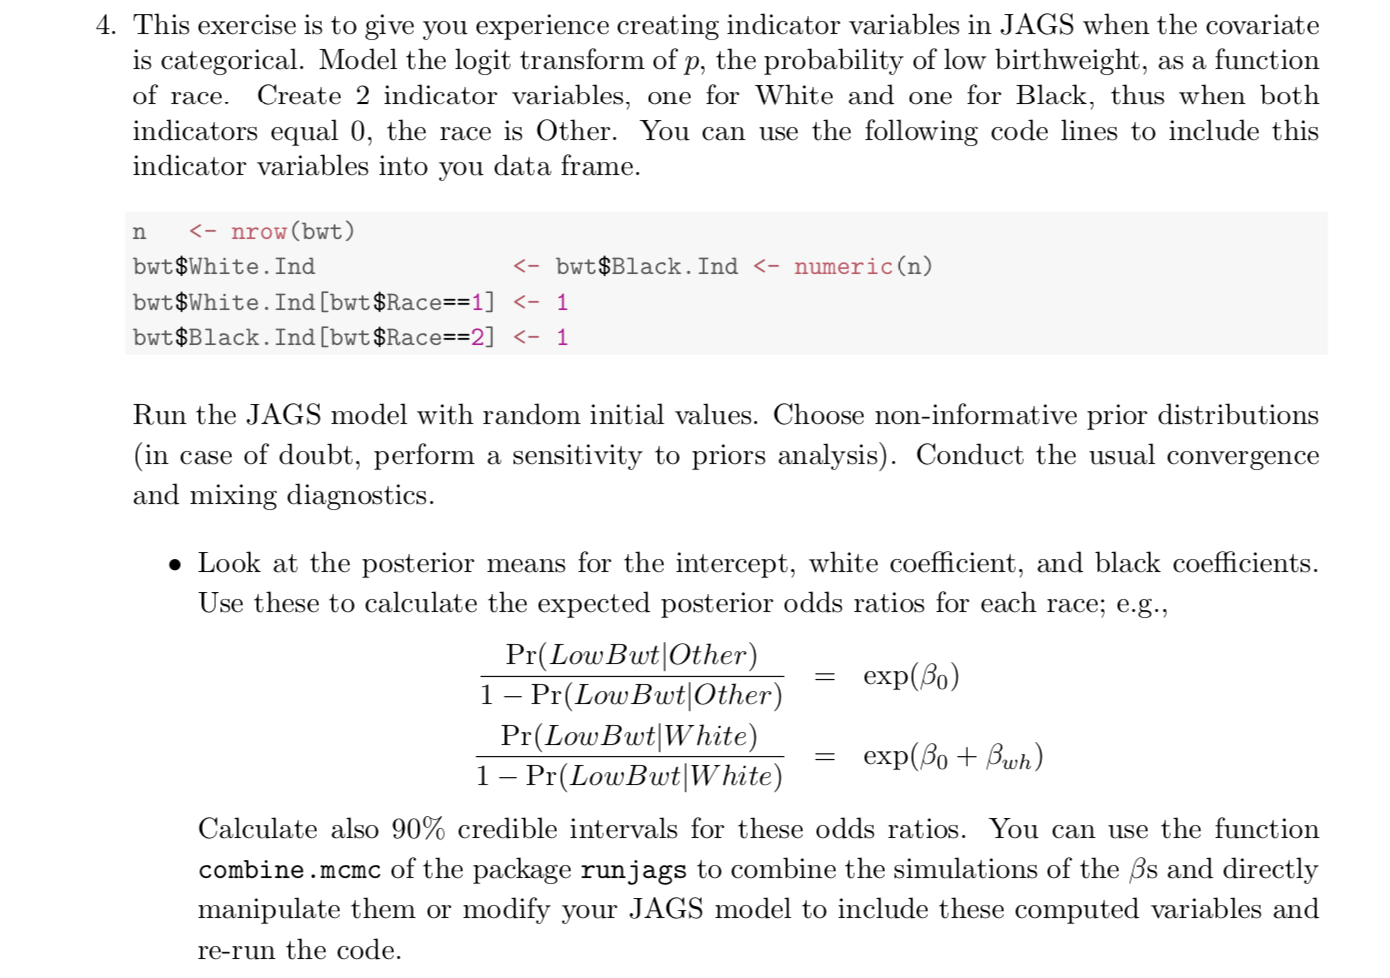 4. This exercise is to give you experience creating indicator variables in JAGS when the covariate
is categorical. Model the logit transform of p, the probability of low birthweight, as a function
of race. Create 2 indicator variables, one for White and one for Black, thus when both
indicators equal 0, the race is Other. You can use the following code lines to include this
indicator variables into you data frame.
n <- nrow(bwt)
bwt$White.Ind <- bwt$Black.Ind <- numeric(n)
bwt$White.Ind[bwt$Race==1] <- 1
bwt$Black.Ind[bwt$Race==2] <- 1
Run the JAGS model with random initial values. Choose non-informative prior distributions
(in case of doubt, perform a sensitivity to priors analysis). Conduct the usual convergence
and mixing diagnostics.
• Look at the posterior means for the intercept, white coefficient, and black coefficients.
Use these to calculate the expected posterior odds ratios for each race; e.g.,
Pr(LowBwt|Other)
1 − Pr(LowBwt|Other) = exp(β0)
Pr(LowBwt|White)
1 − Pr(LowBwt|White) = exp(β0 + βwh)
Calculate also 90% credible intervals for these odds ratios. You can use the function
combine.mcmc of the package runjags to combine the simulations of the βs and directly
manipulate them or modify your JAGS model to include these computed variables and
re-run the code.